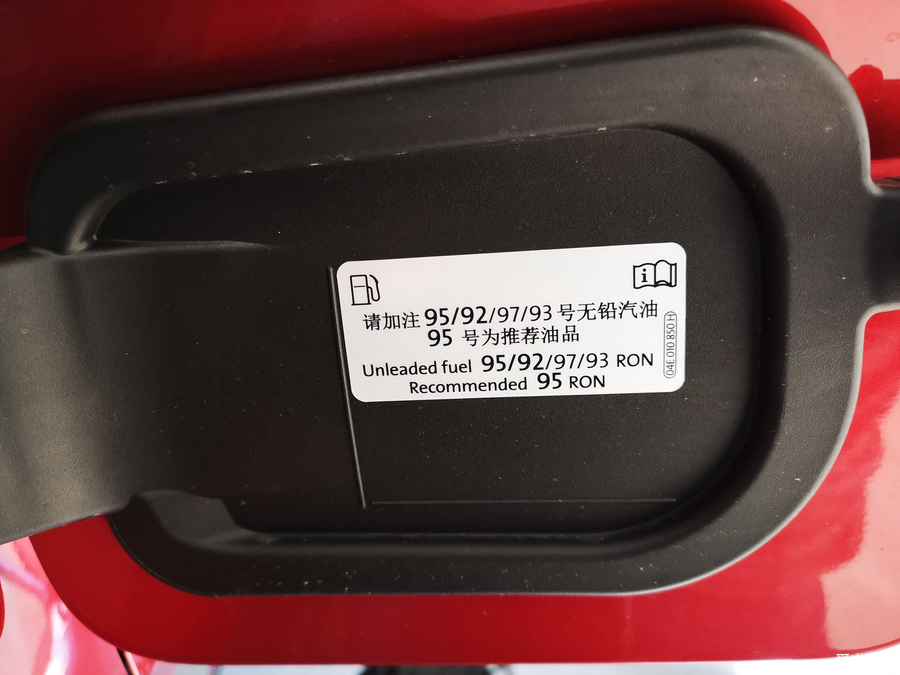 请加注 95/92/97/93 号无铅汽油
95 号为推荐油品
Unleaded fuel 95/92/97/93 RON
Recommended 95 RON
04E 010 850 H